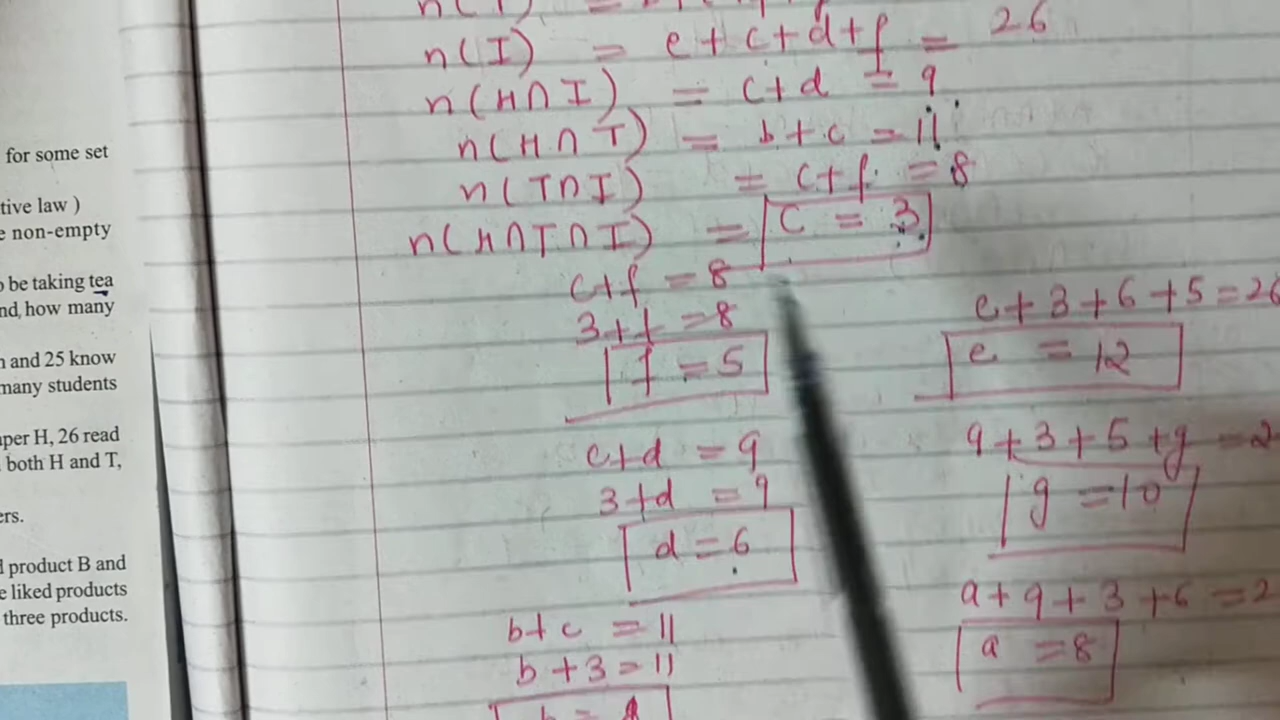 for some set
tive law )
e non-empty
o be taking tea
nd, how many
n and 25 know
many students
aper H, 26 read
both H and T,
ers.
d product B and
e liked products
three products.
n(I) = e+c+d+f = 26
n(H∩I) = c+d = 9
n(H∩T) = b+c = 11
n(T∩I) = c+f = 8
n(H∩T∩I) = c = 3
c+f = 8
3+f = 8
f = 5
c+d = 9
3+d = 9
d = 6
b+c = 11
b+3 = 11
e+3+6+5=26
e = 12
9+3+5+g = 2
g = 10
a+9+3+6 = 2
a = 8